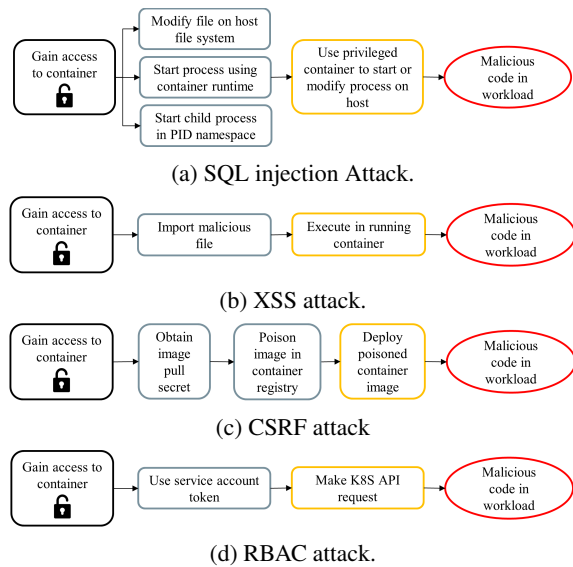 Gain access
to container
Modify file on host
file system
Start process using
container runtime
Start child process
in PID namespace
Use privileged
container to start or
modify process on
host
Malicious
code in
workload
(a) SQL injection Attack.
Gain access to
container
Import malicious
file
Execute in running
container
Malicious
code in
workload
(b) XSS attack.
Gain access to
container
Obtain
image
pull
secret
Poison
image in
container
registry
Deploy
poisoned
container
image
Malicious
code in
workload
(c) CSRF attack
Gain access to
container
Use service account
token
Make K8S API
request
Malicious
code in
workload
(d) RBAC attack.